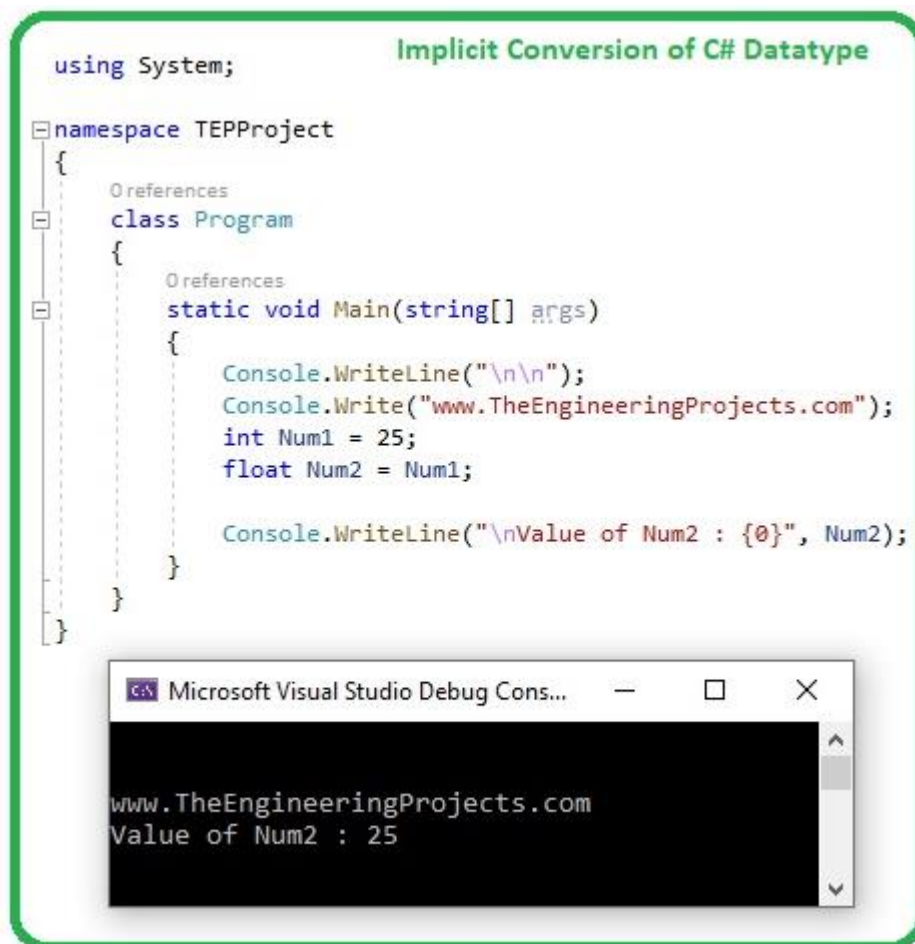 Implicit Conversion of C# Datatype
using System;
namespace TEPProject
{
0 references
class Program
{
0 references
static void Main(string[] args)
{
Console.WriteLine("\n\n");
Console.Write("www.TheEngineeringProjects.com");
int Num1 = 25;
float Num2 = Num1;
Console.WriteLine("\nValue of Num2 : {0}", Num2);
}
}
}
C:\ Microsoft Visual Studio Debug Cons...
www.TheEngineeringProjects.com
Value of Num2 : 25